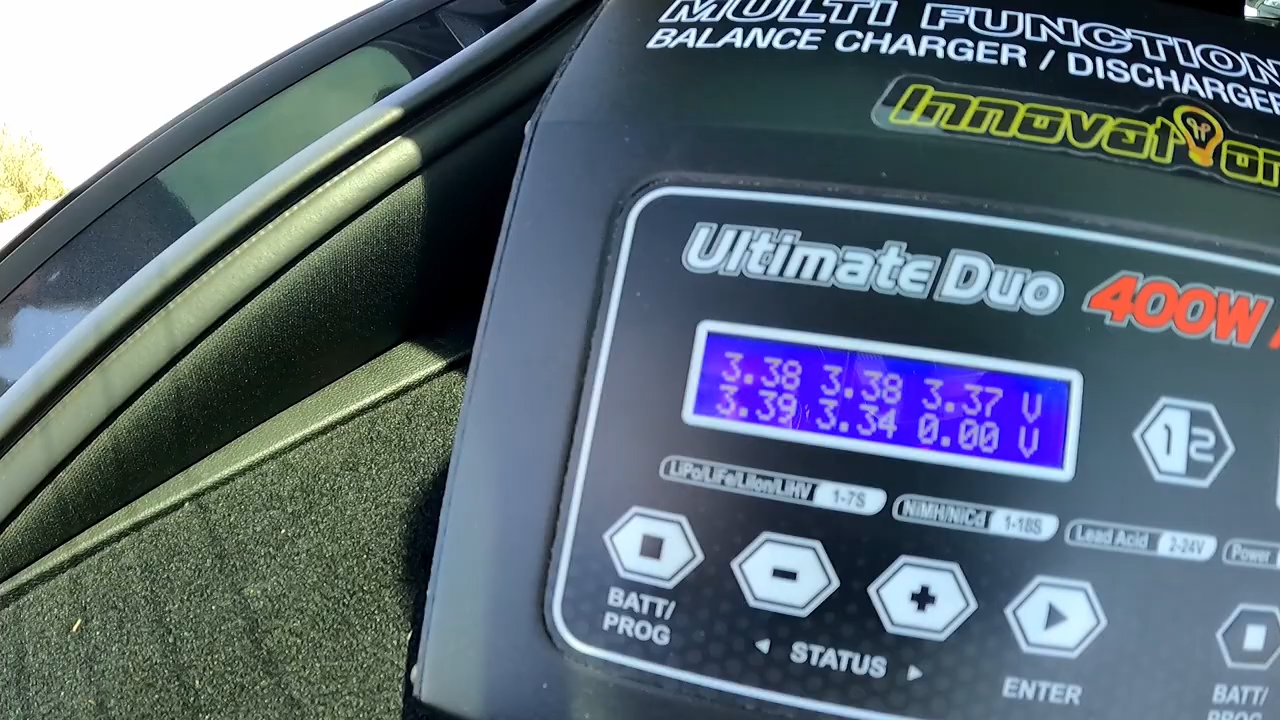 MULTI FUNCTION
BALANCE CHARGER / DISCHARGER
Innovation
Ultimate Duo 400W
3.38 3.38 3.37 V
3.39 3.34 0.00 V
1 2
LiPo/LiFe/LiIon/LiHV 1-7S NiMH/NiCd 1-18S Lead Acid 2-24V Power
BATT/
PROG
◄ STATUS ►
ENTER
BATT/
PROG